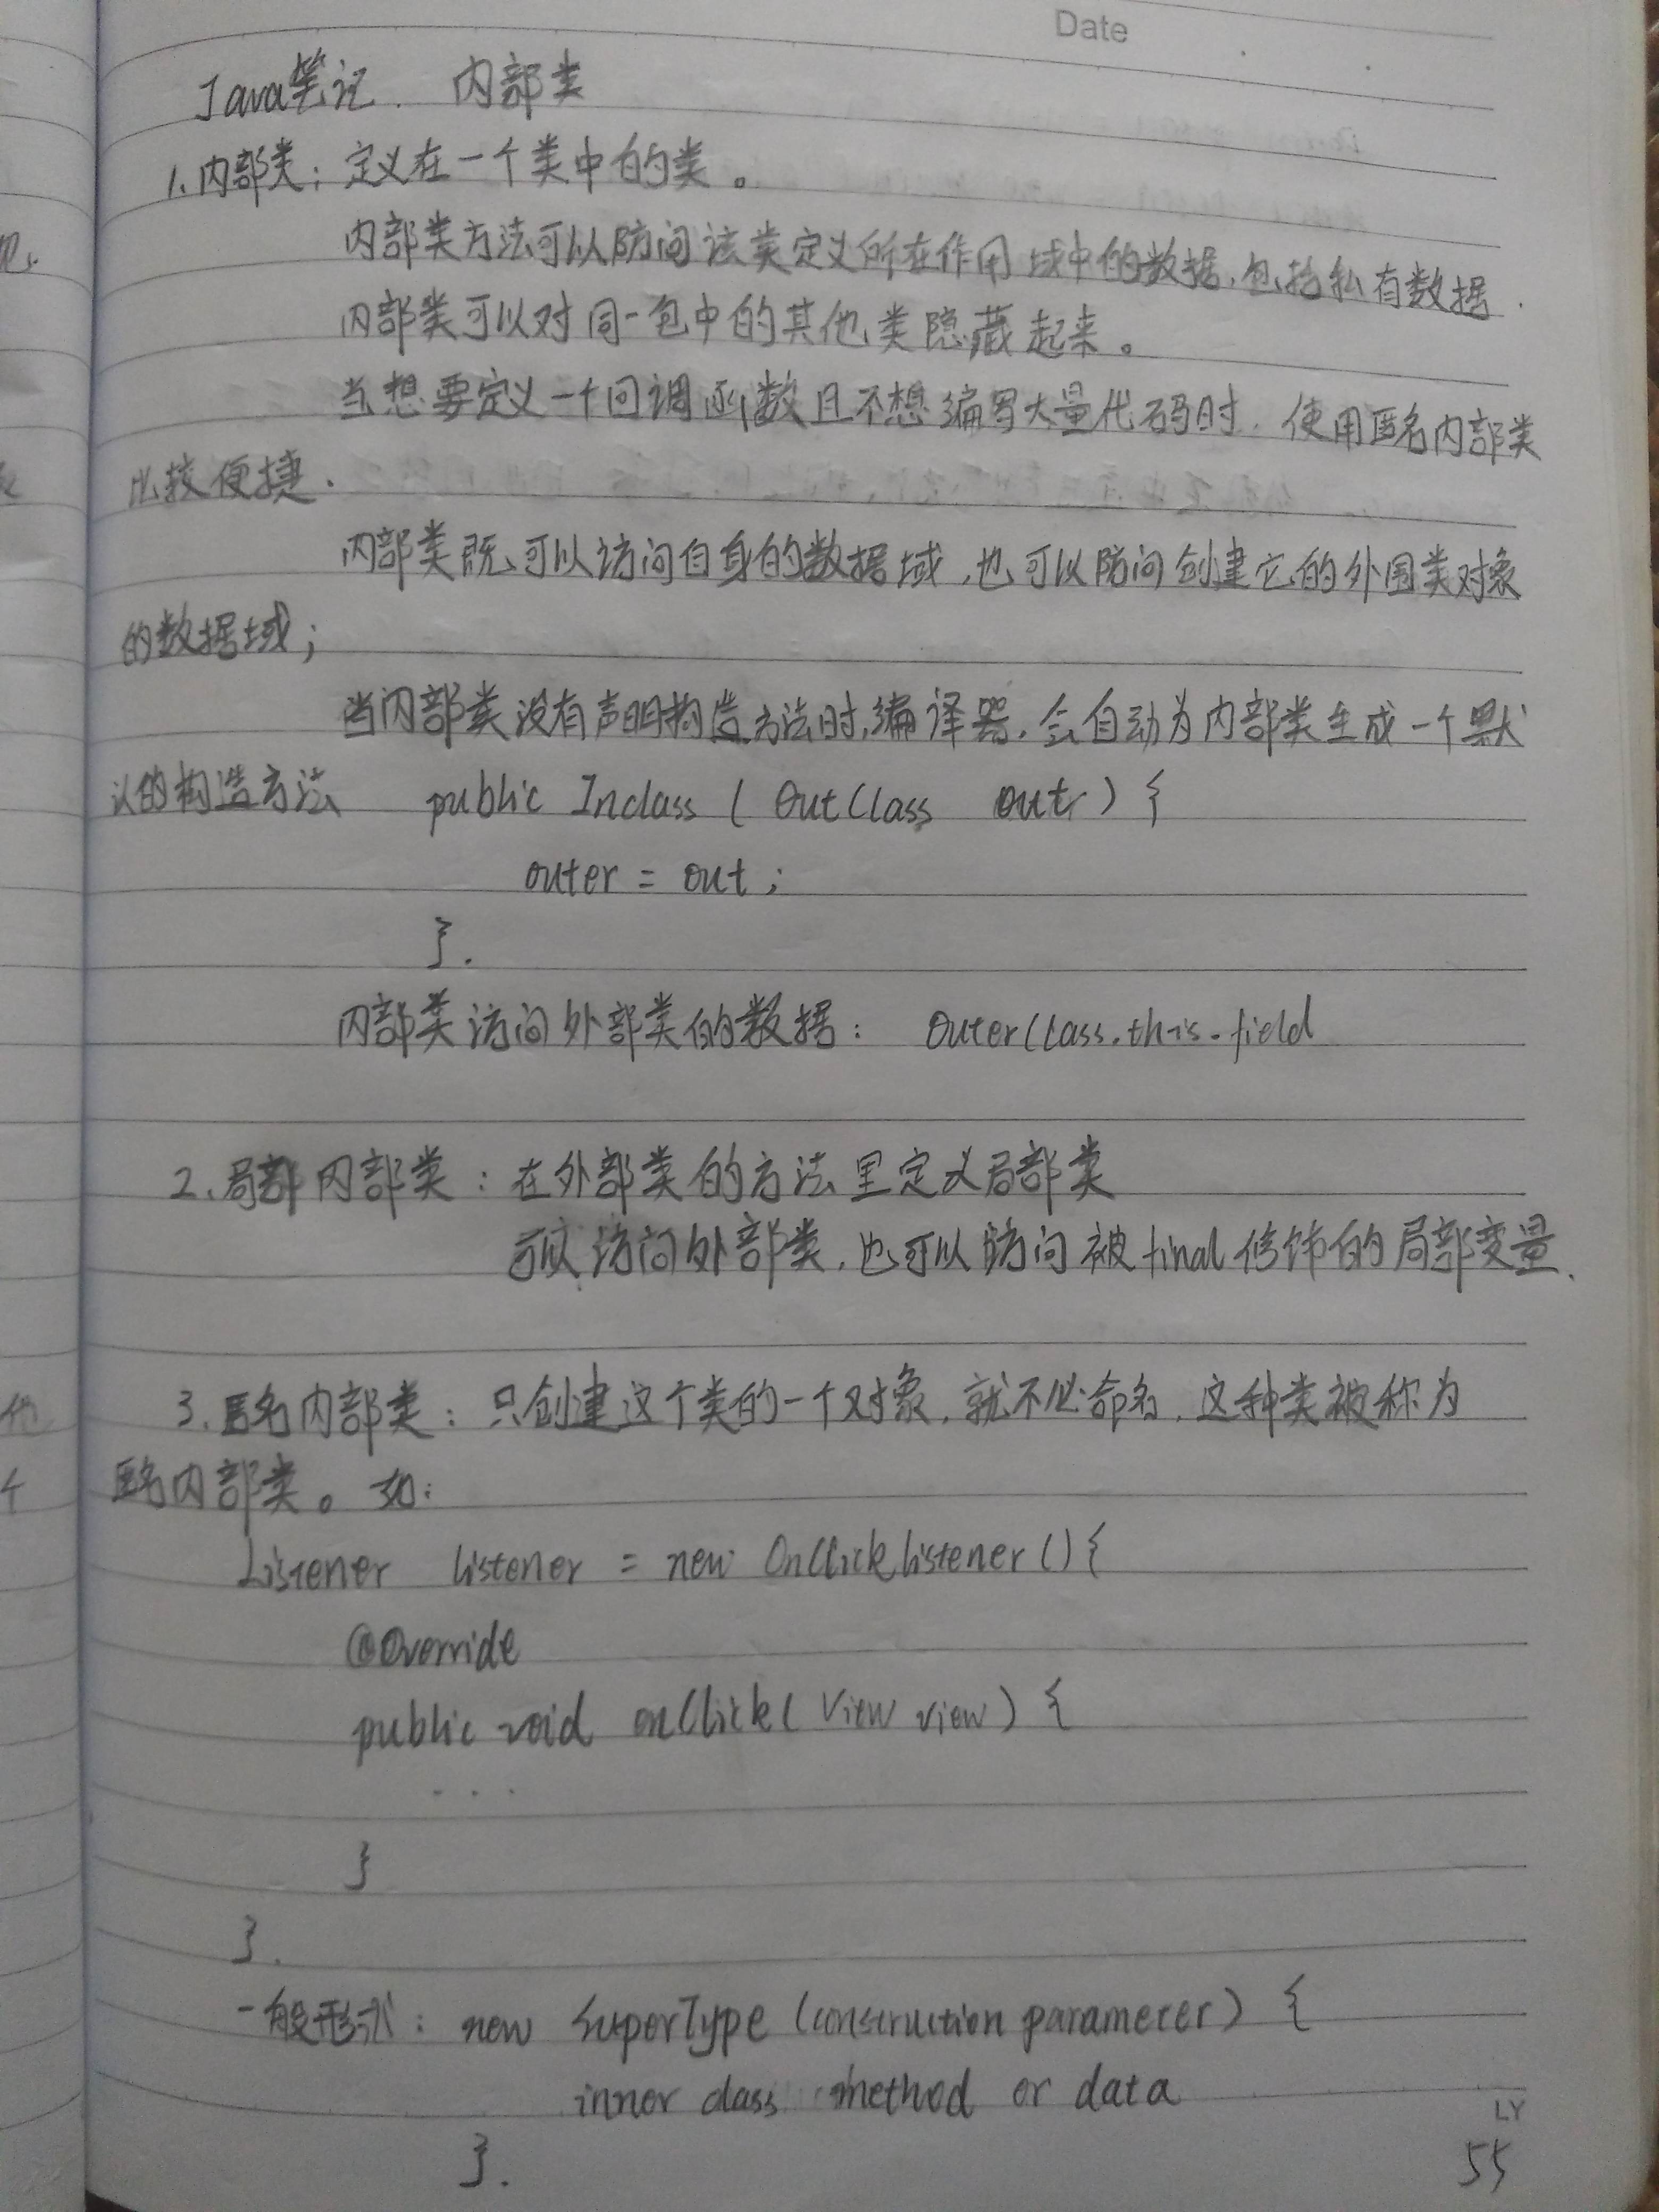 Date
Java笔记. 内部类
1.内部类：定义在一个类中的类。
内部类方法可以防问该类定义所在作用域中的数据,包括私有数据.
内部类可以对同一包中的其他类隐藏起来。
当想要定义一个回调函数且不想编写大量代码时.使用匿名内部类
比较便捷.
内部类既可以访问自身的数据域,也可以防问创建它的外围类对象
的数据域；
当内部类没有声明构造方法时,编译器.会自动为内部类生成一个默
认的构造方法 public Inclass ( OutClass out ) {
outer = out ;
}.
内部类访问外部类的数据： OuterClass.this.field
2.局部内部类：在外部类的方法里定义局部类
可以访问外部类,也可以访问被final修饰的局部变量.
3.匿名内部类：只创建这个类的一个对象,就不必命名,这种类被称为
匿名内部类。如：
Listener listener = new OnClicklistener(){
@Override
public void onClick( View view) {
...
}
}.
一般形式：new SuperType (construction parameter) {
inner class method or data
}.
LY
55
他
个